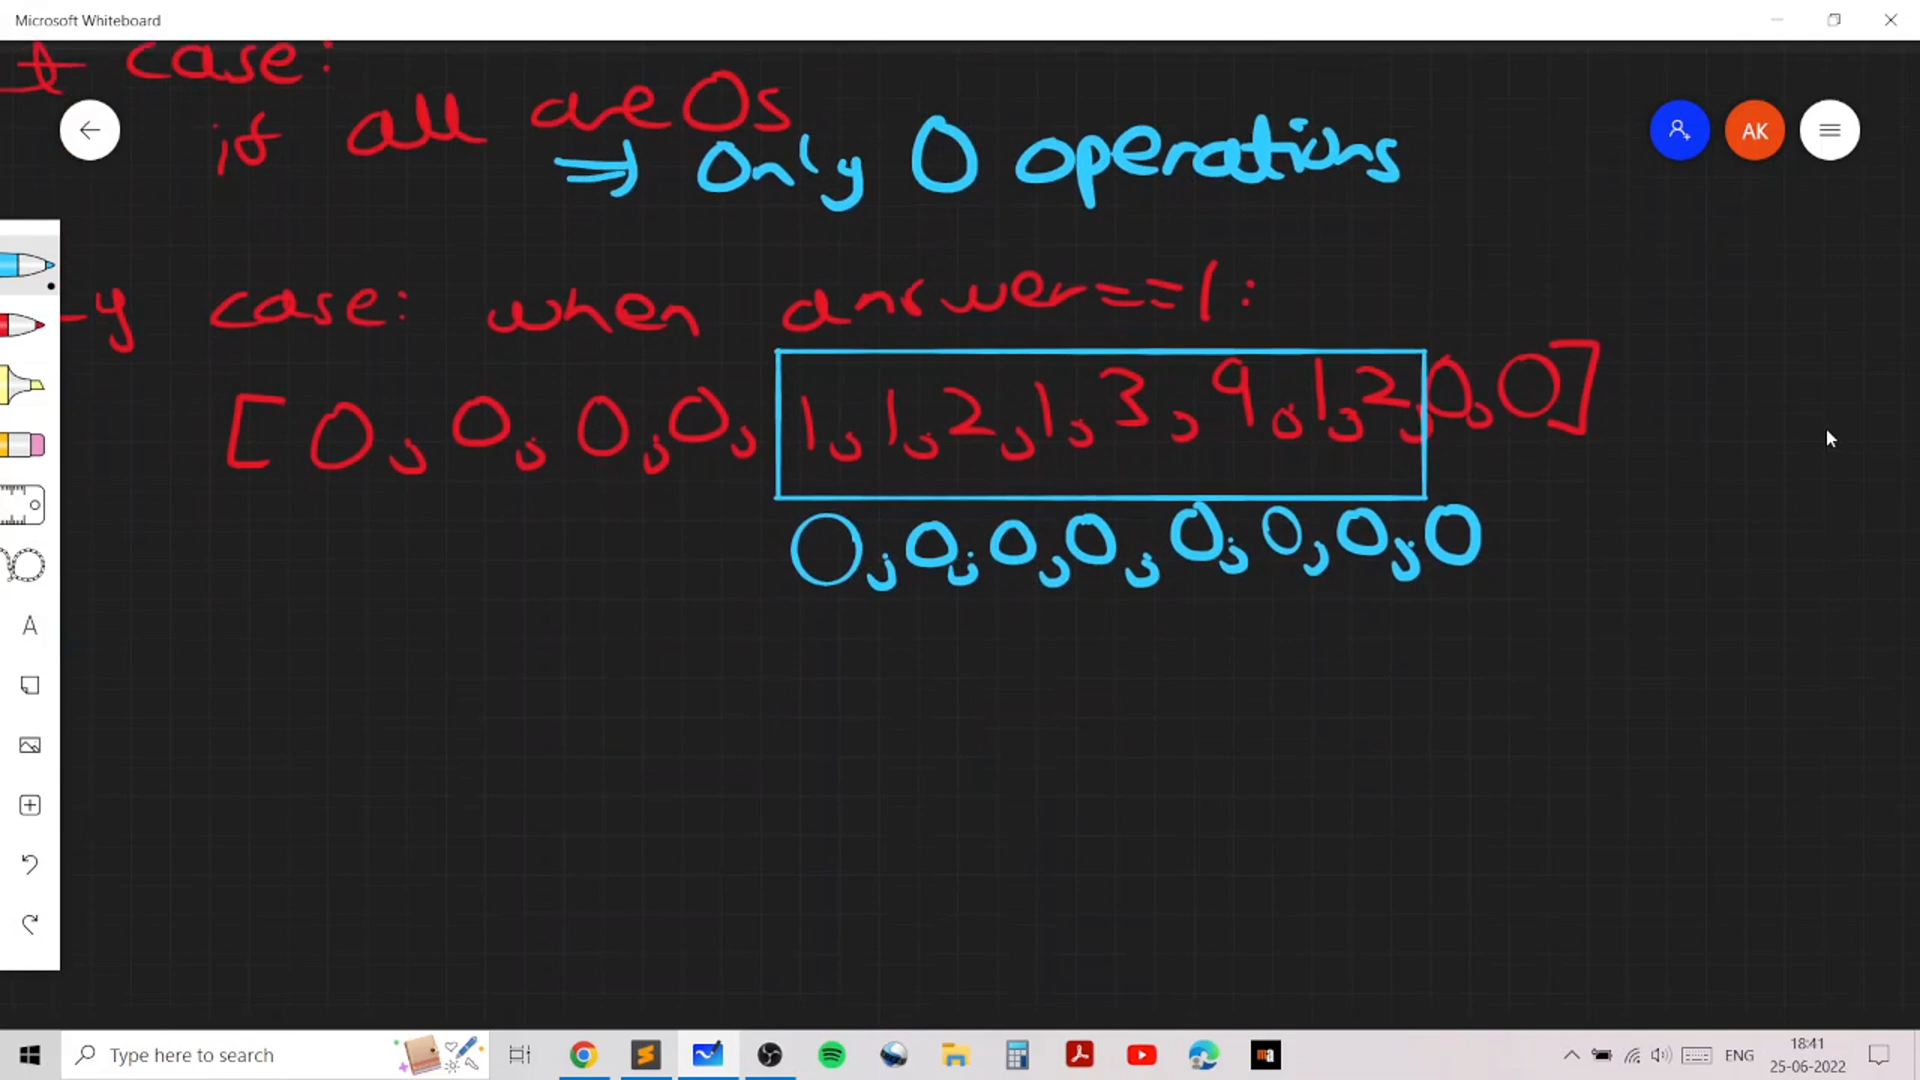 Microsoft Whiteboard
t case:
if all are 0s
⇒ Only 0 operations
AK
y case: when answer==1:
[0, 0, 0, 0, 1, 1, 2, 1, 3, 9, 1, 2, 0, 0]
0, 0, 0, 0, 0, 0, 0, 0
A
Type here to search
ma
ENG
18:41
25-06-2022